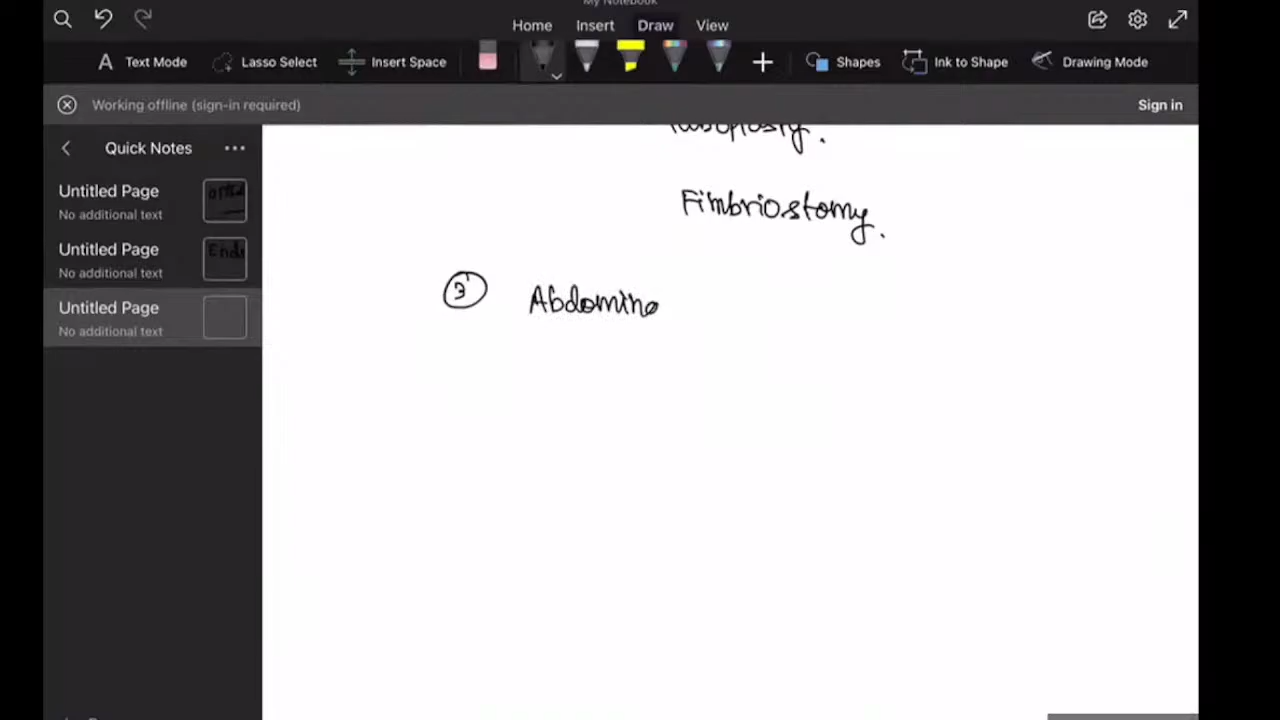 My Notebook
Home Insert Draw View
Text Mode Lasso Select Insert Space Shapes Ink to Shape Drawing Mode
Working offline (sign-in required) Sign in
Quick Notes
Untitled Page
No additional text
Untitled Page
No additional text
Untitled Page
No additional text
Fimbriostomy.
3 Abdomino